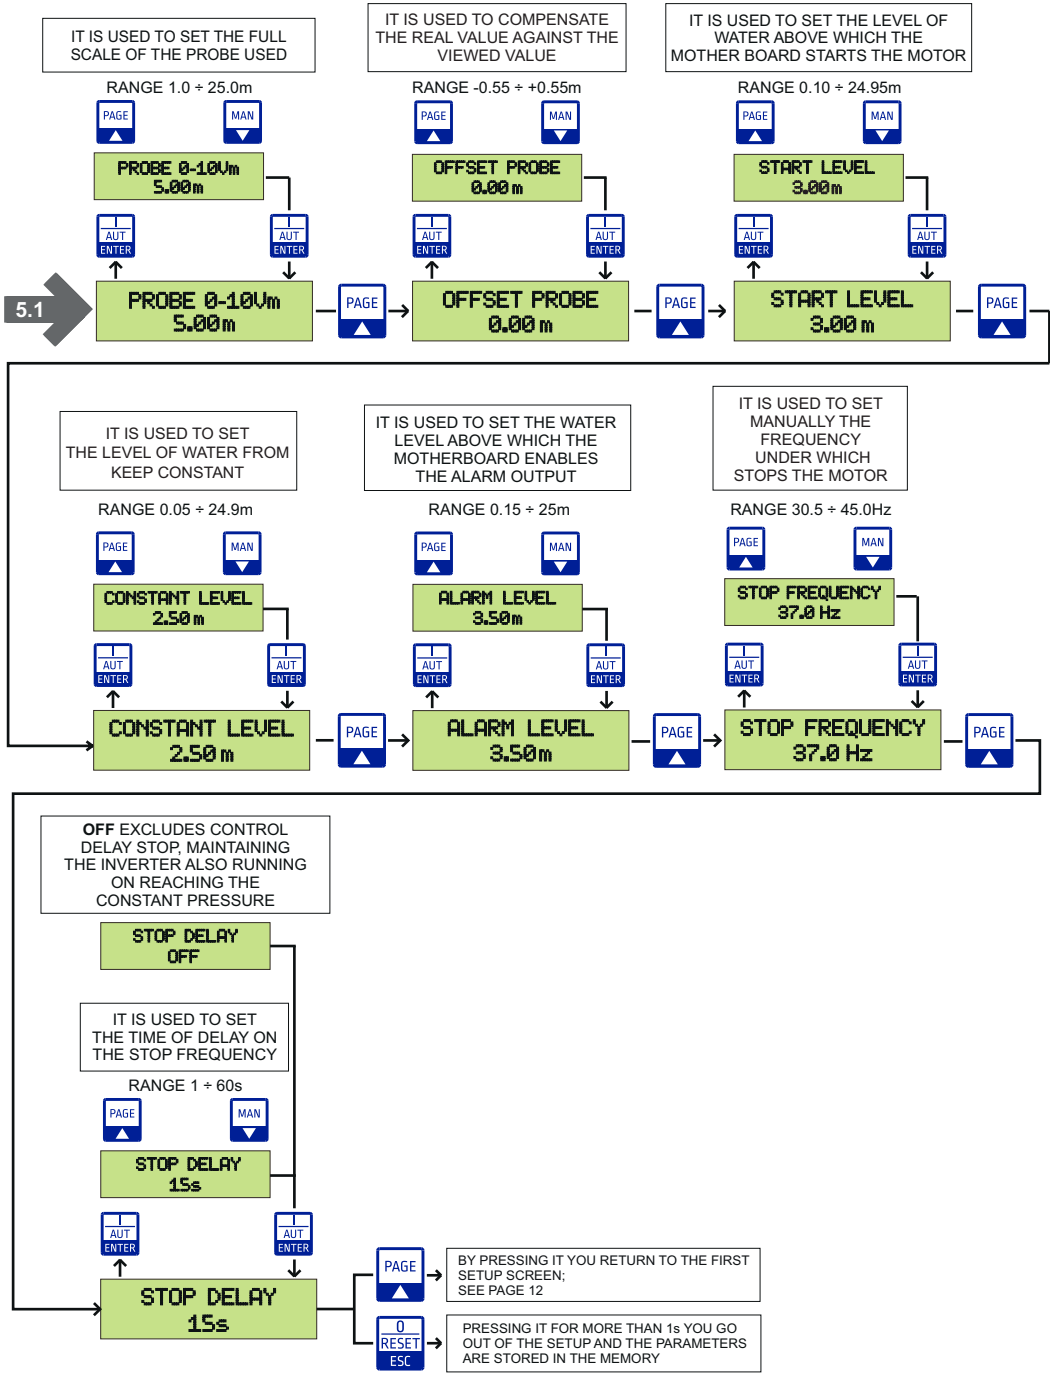 IT IS USED TO SET THE FULL
SCALE OF THE PROBE USED
RANGE 1.0 ÷ 25.0m
PAGE
MAN
PROBE 0-10Vm
5.00m
AUT
ENTER
AUT
ENTER
5.1
PROBE 0-10Vm
5.00m
PAGE
IT IS USED TO COMPENSATE
THE REAL VALUE AGAINST THE
VIEWED VALUE
RANGE -0.55 ÷ +0.55m
PAGE
MAN
OFFSET PROBE
0.00 m
AUT
ENTER
AUT
ENTER
OFFSET PROBE
0.00 m
PAGE
IT IS USED TO SET THE LEVEL OF
WATER ABOVE WHICH THE
MOTHER BOARD STARTS THE MOTOR
RANGE 0.10 ÷ 24.95m
PAGE
MAN
START LEVEL
3.00m
AUT
ENTER
AUT
ENTER
START LEVEL
3.00 m
PAGE
IT IS USED TO SET
THE LEVEL OF WATER FROM
KEEP CONSTANT
RANGE 0.05 ÷ 24.9m
PAGE
MAN
CONSTANT LEVEL
2.50 m
AUT
ENTER
AUT
ENTER
CONSTANT LEVEL
2.50 m
PAGE
IT IS USED TO SET THE WATER
LEVEL ABOVE WHICH THE
MOTHERBOARD ENABLES
THE ALARM OUTPUT
RANGE 0.15 ÷ 25m
PAGE
MAN
ALARM LEVEL
3.50m
AUT
ENTER
AUT
ENTER
ALARM LEVEL
3.50 m
PAGE
IT IS USED TO SET
MANUALLY THE
FREQUENCY
UNDER WHICH
STOPS THE MOTOR
RANGE 30.5 ÷ 45.0Hz
PAGE
MAN
STOP FREQUENCY
37.0 Hz
AUT
ENTER
AUT
ENTER
STOP FREQUENCY
37.0 Hz
PAGE
OFF EXCLUDES CONTROL
DELAY STOP, MAINTAINING
THE INVERTER ALSO RUNNING
ON REACHING THE
CONSTANT PRESSURE
STOP DELAY
OFF
IT IS USED TO SET
THE TIME OF DELAY ON
THE STOP FREQUENCY
RANGE 1 ÷ 60s
PAGE
MAN
STOP DELAY
15s
AUT
ENTER
AUT
ENTER
STOP DELAY
15s
PAGE
BY PRESSING IT YOU RETURN TO THE FIRST
SETUP SCREEN;
SEE PAGE 12
0
RESET
ESC
PRESSING IT FOR MORE THAN 1s YOU GO
OUT OF THE SETUP AND THE PARAMETERS
ARE STORED IN THE MEMORY